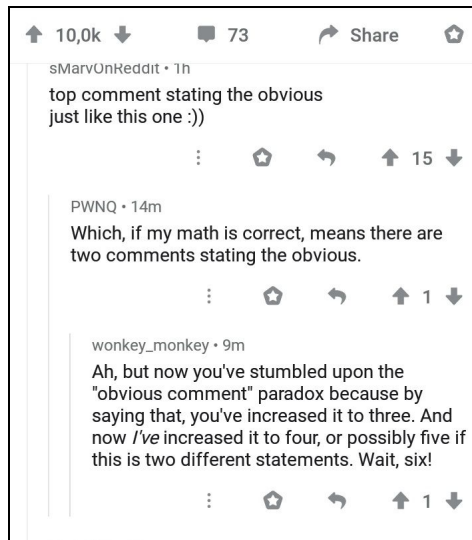 10,0k 73 Share
sMarvOnReddit • 1h
top comment stating the obvious
just like this one :))
15
PWNQ • 14m
Which, if my math is correct, means there are
two comments stating the obvious.
1
wonkey_monkey • 9m
Ah, but now you've stumbled upon the
"obvious comment" paradox because by
saying that, you've increased it to three. And
now I've increased it to four, or possibly five if
this is two different statements. Wait, six!
1